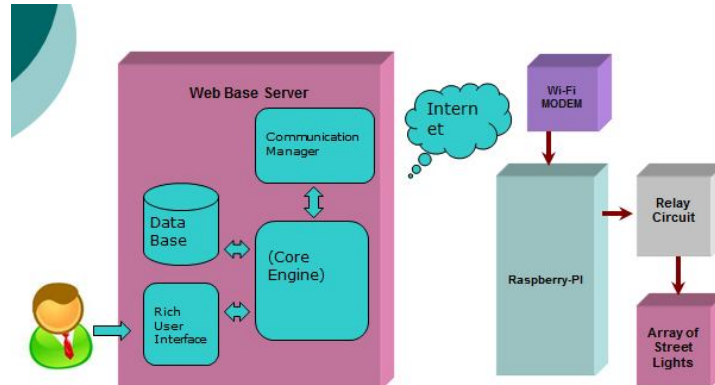 Web Base Server
Communication
Manager
Data
Base
(Core
Engine)
Rich
User
Interface
Intern
et
Wi-Fi
MODEM
Raspberry-PI
Relay
Circuit
Array of
Street
Lights